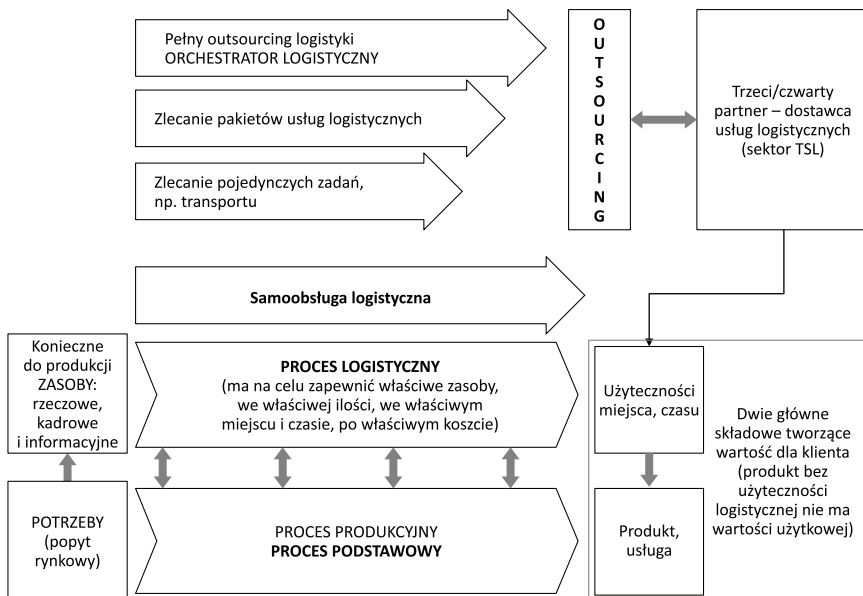 Pełny outsourcing logistyki
ORCHESTRATOR LOGISTYCZNY
Zlecanie pakietów usług logistycznych
Zlecanie pojedynczych zadań,
np. transportu
OUTSOURCING
Trzeci/czwarty
partner – dostawca
usług logistycznych
(sektor TSL)
Samoobsługa logistyczna
Konieczne
do produkcji
ZASOBY:
rzeczowe,
kadrowe
i informacyjne
PROCES LOGISTYCZNY
(ma na celu zapewnić właściwe zasoby,
we właściwej ilości, we właściwym
miejscu i czasie, po właściwym koszcie)
Użyteczności
miejsca, czasu
Dwie główne
składowe tworzące
wartość dla klienta
(produkt bez
użyteczności
logistycznej nie ma
wartości użytkowej)
POTRZEBY
(popyt
rynkowy)
PROCES PRODUKCYJNY
PROCES PODSTAWOWY
Produkt,
usługa